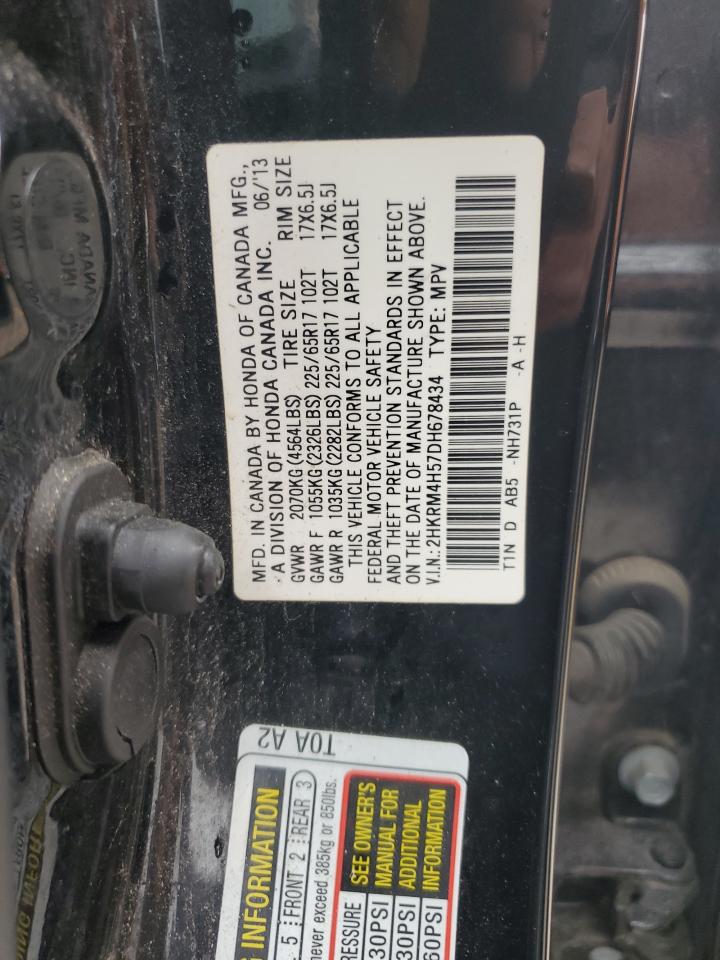 MFD. IN CANADA BY HONDA OF CANADA MFG.,
A DIVISION OF HONDA CANADA INC. 06/'13
GVWR 2070KG(4564LBS) TIRE SIZE RIM SIZE
GAWR F 1055KG(2326LBS) 225/65R17 102T 17X6.5J
GAWR R 1035KG(2282LBS) 225/65R17 102T 17X6.5J
THIS VEHICLE CONFORMS TO ALL APPLICABLE
FEDERAL MOTOR VEHICLE SAFETY
AND THEFT PREVENTION STANDARDS IN EFFECT
ON THE DATE OF MANUFACTURE SHOWN ABOVE.
V.I.N.:2HKRM4H57DH678434 TYPE: MPV
TIN D AB5 -NH731P -A -H
T0A A2
INFORMATION
5 FRONT 2 REAR 3
never exceed 385kg or 850lbs.
SEE OWNER'S
MANUAL FOR
ADDITIONAL
INFORMATION
30PSI
30PSI
60PSI